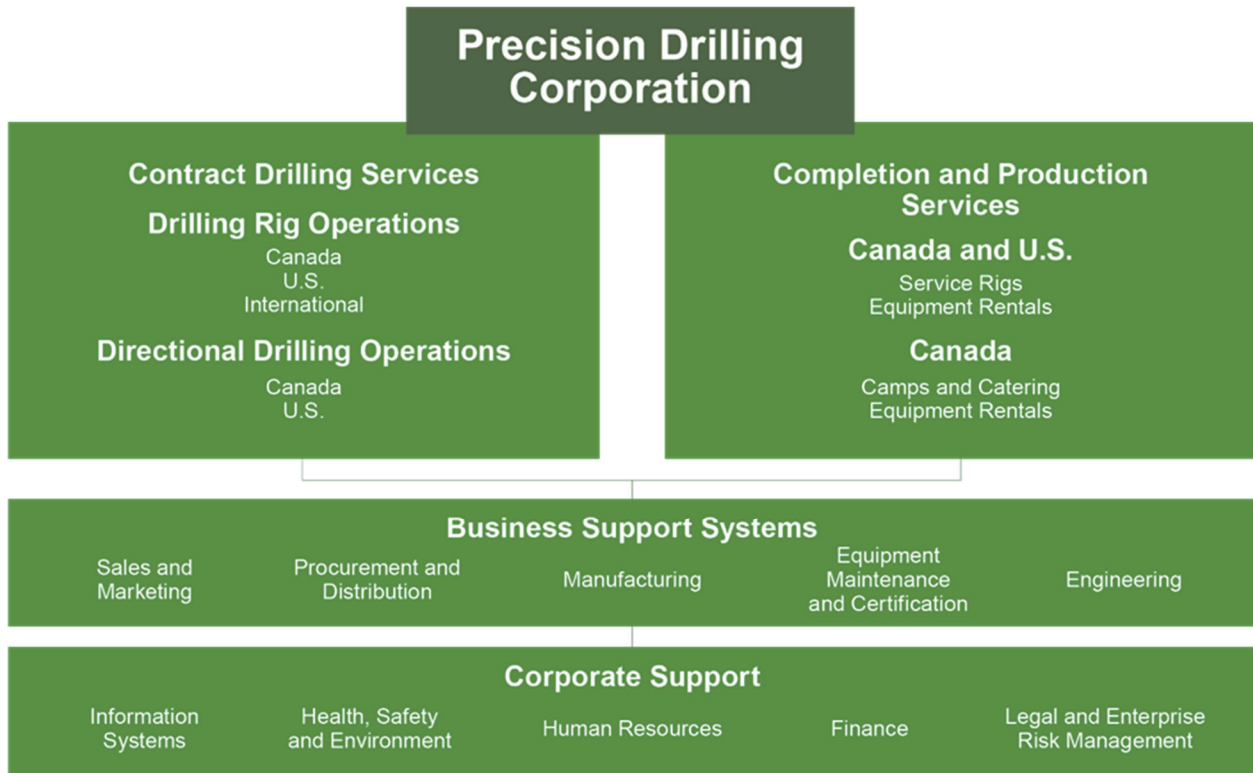 Precision Drilling
Corporation
Contract Drilling Services
Drilling Rig Operations
Canada
U.S.
International
Directional Drilling Operations
Canada
U.S.
Completion and Production
Services
Canada and U.S.
Service Rigs
Equipment Rentals
Canada
Camps and Catering
Equipment Rentals
Business Support Systems
Sales and
Marketing
Procurement and
Distribution
Manufacturing
Equipment
Maintenance
and Certification
Engineering
Corporate Support
Information
Systems
Health, Safety
and Environment
Human Resources
Finance
Legal and Enterprise
Risk Management